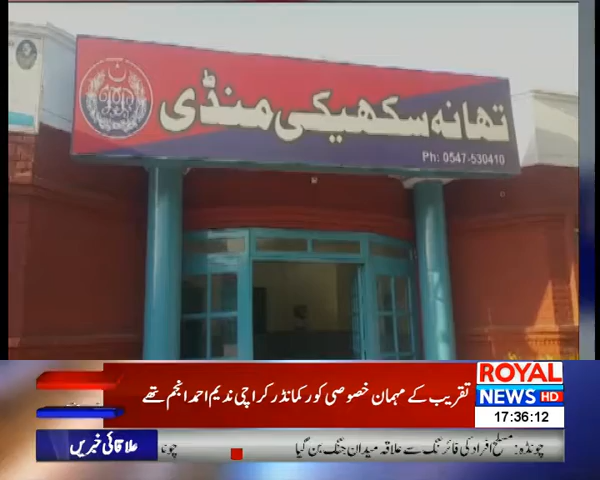 تھانہ سکھیکی منڈی
Ph: 0547-530410
تقریب کے مہمان خصوصی کور کمانڈر کراچی ندیم احمد انجم تھے
ROYAL
NEWS HD
17:36:12
چونڈہ: مسلح افراد کی فائرنگ سے علاقہ میدان جنگ بن گیا
چونڈ
علاقائی خبریں